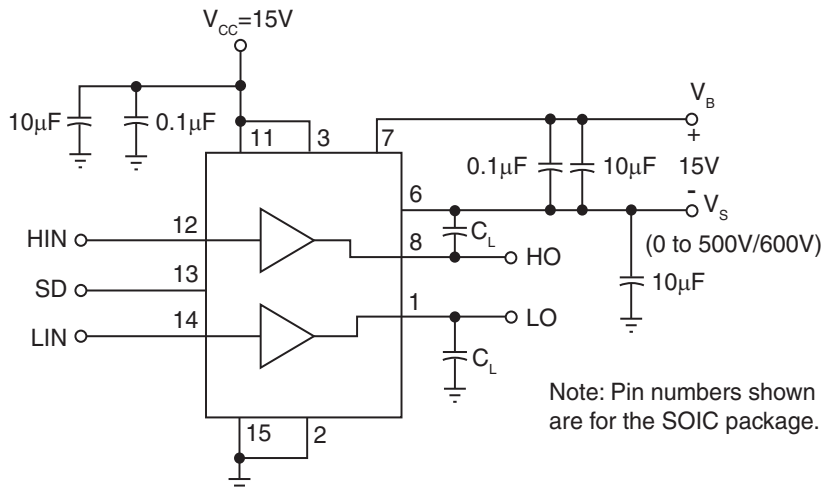 V_CC=15V
10μF
0.1μF
11
3
7
V_B
+
0.1μF
10μF
15V
6
-
V_S
HIN
12
C_L
(0 to 500V/600V)
8
HO
SD
13
10μF
1
LIN
14
LO
C_L
15
2
Note: Pin numbers shown
are for the SOIC package.